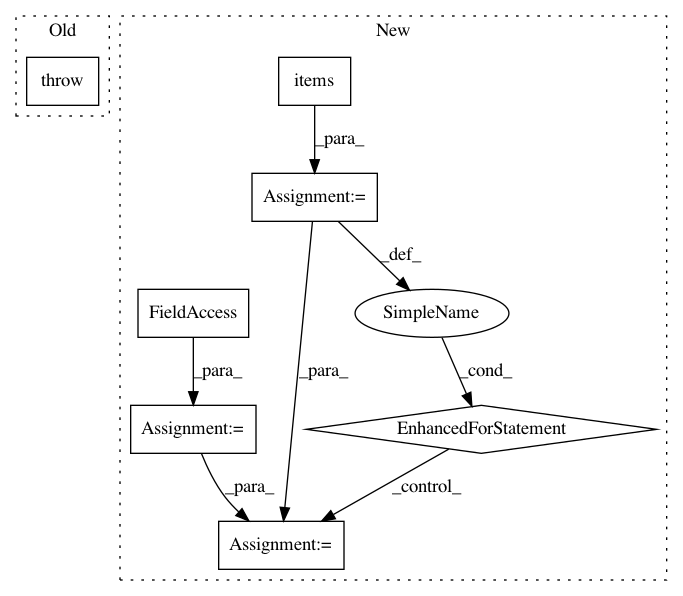 Old
New
throw
items
_para_
Assignment:=
_def_
FieldAccess
SimpleName
_para_
_para_
_cond_
Assignment:=
EnhancedForStatement
_para_
_control_
Assignment:=